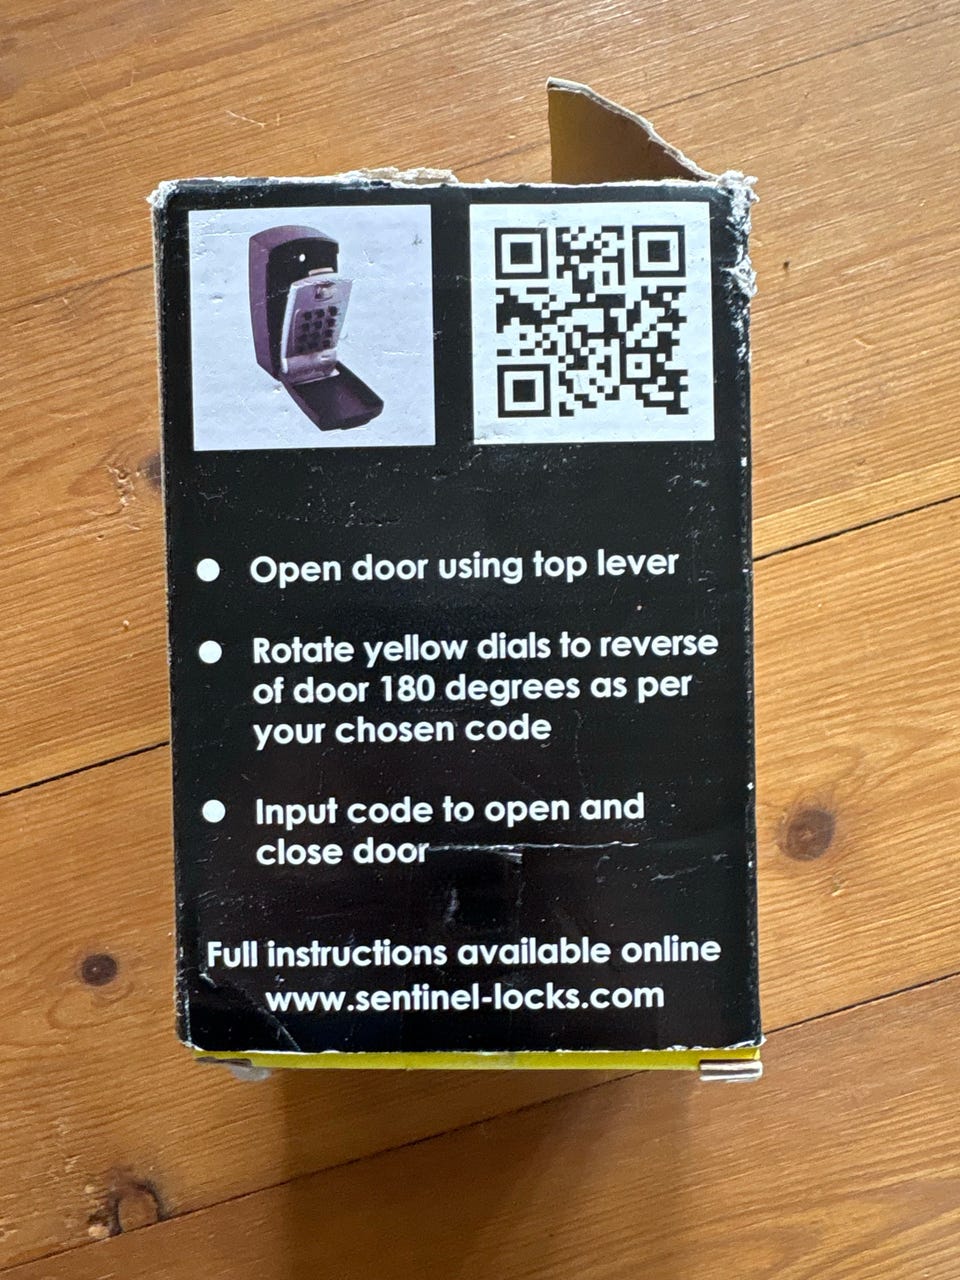 ● Open door using top lever
● Rotate yellow dials to reverse
of door 180 degrees as per
your chosen code
● Input code to open and
close door
Full instructions available online
www.sentinel-locks.com